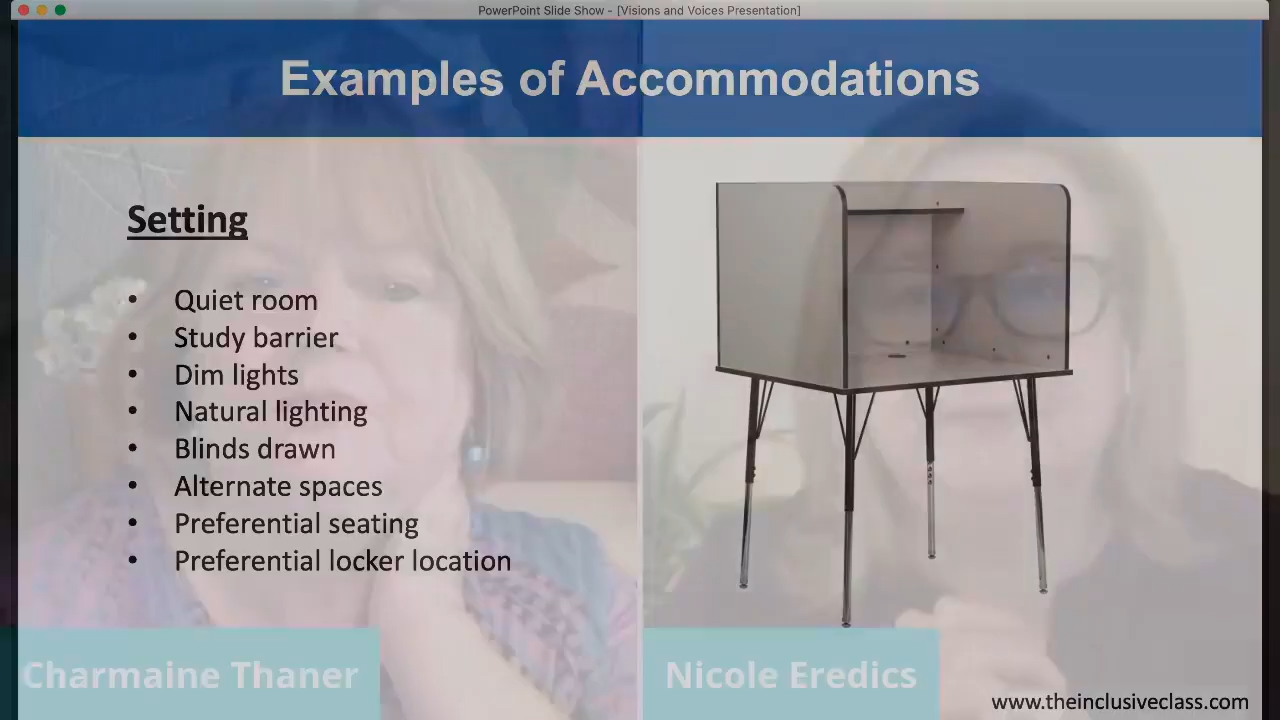 PowerPoint Slide Show - [Visions and Voices Presentation]
Examples of Accommodations
Setting
• Quiet room
• Study barrier
• Dim lights
• Natural lighting
• Blinds drawn
• Alternate spaces
• Preferential seating
• Preferential locker location
Charmaine Thaner
Nicole Eredics
www.theinclusiveclass.com